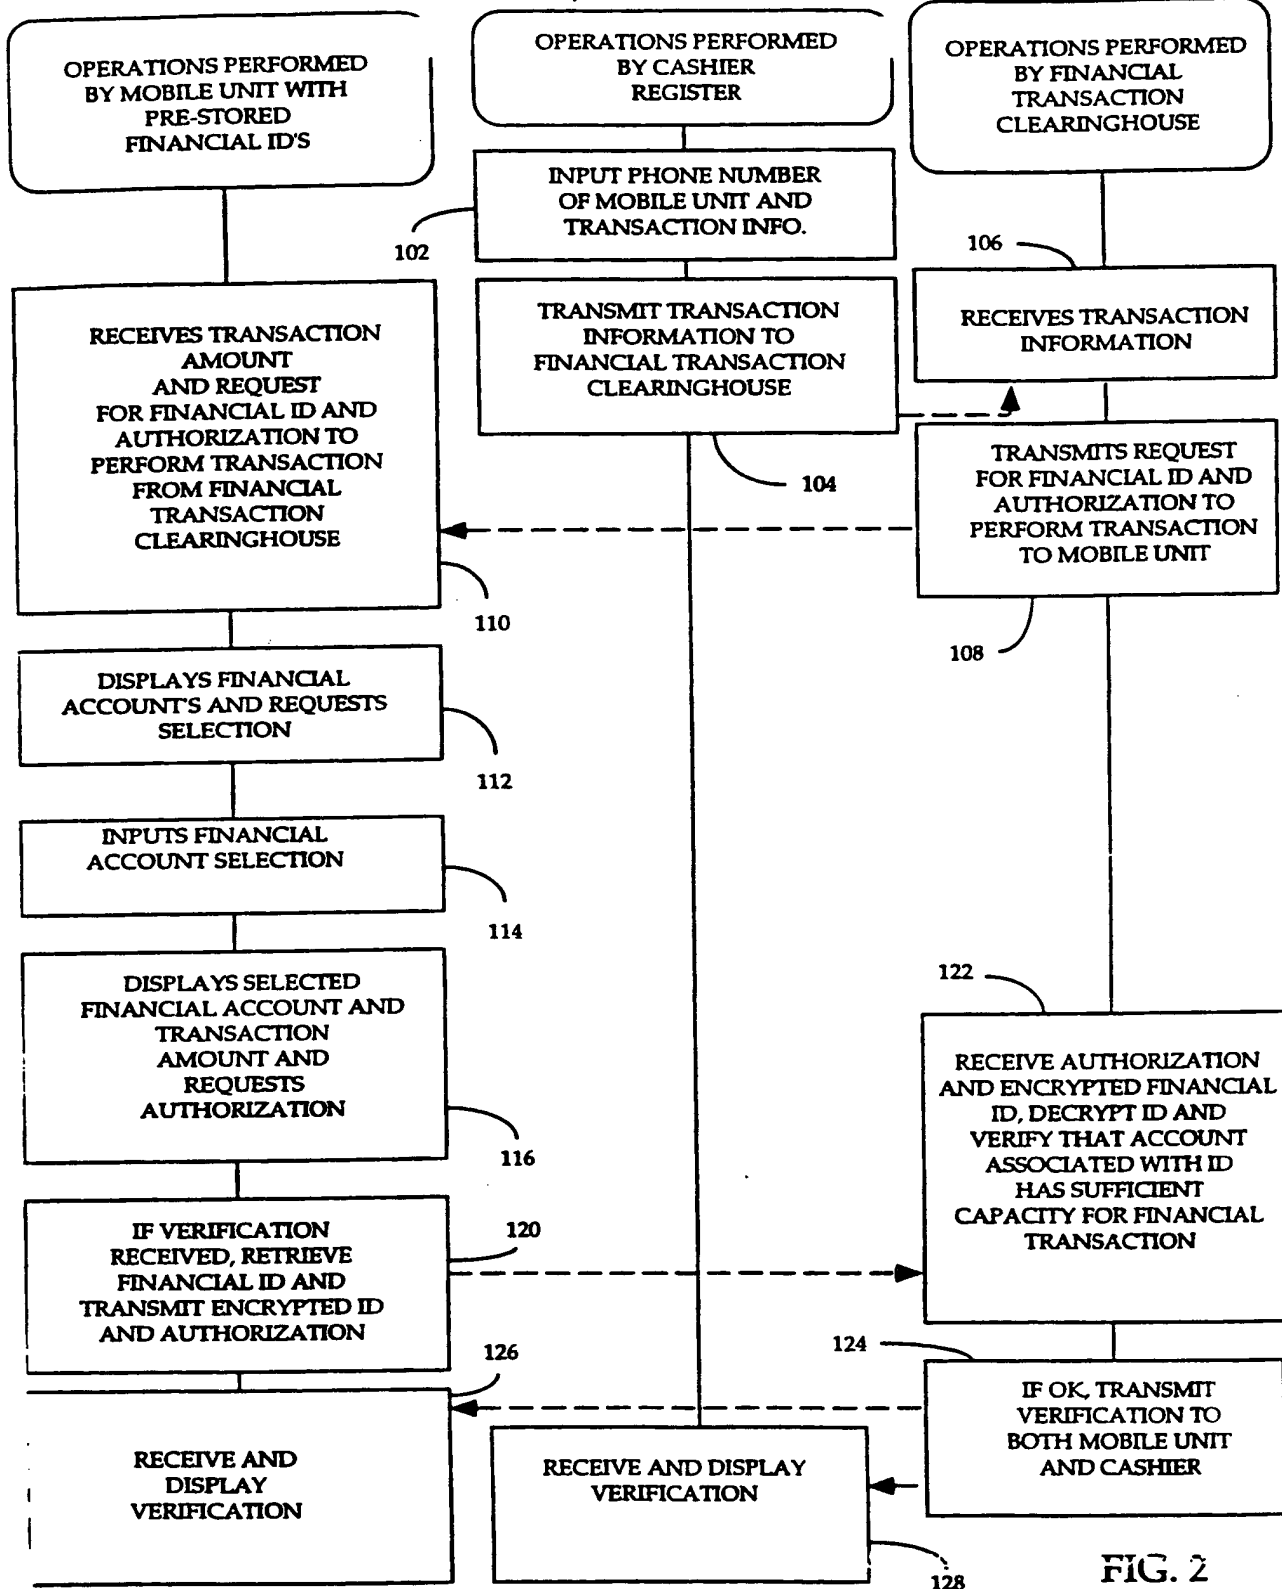 OPERATIONS PERFORMED
BY MOBILE UNIT WITH
PRE-STORED
FINANCIAL ID'S
OPERATIONS PERFORMED
BY CASHIER
REGISTER
OPERATIONS PERFORMED
BY FINANCIAL
TRANSACTION
CLEARINGHOUSE
INPUT PHONE NUMBER
OF MOBILE UNIT AND
TRANSACTION INFO.
102
106
RECEIVES TRANSACTION
AMOUNT
AND REQUEST
FOR FINANCIAL ID AND
AUTHORIZATION TO
PERFORM TRANSACTION
FROM FINANCIAL
TRANSACTION
CLEARINGHOUSE
110
TRANSMIT TRANSACTION
INFORMATION TO
FINANCIAL TRANSACTION
CLEARINGHOUSE
104
RECEIVES TRANSACTION
INFORMATION
TRANSMITS REQUEST
FOR FINANCIAL ID AND
AUTHORIZATION TO
PERFORM TRANSACTION
TO MOBILE UNIT
108
DISPLAYS FINANCIAL
ACCOUNT'S AND REQUESTS
SELECTION
112
INPUTS FINANCIAL
ACCOUNT SELECTION
114
DISPLAYS SELECTED
FINANCIAL ACCOUNT AND
TRANSACTION
AMOUNT AND
REQUESTS
AUTHORIZATION
116
122
RECEIVE AUTHORIZATION
AND ENCRYPTED FINANCIAL
ID, DECRYPT ID AND
VERIFY THAT ACCOUNT
ASSOCIATED WITH ID
HAS SUFFICIENT
CAPACITY FOR FINANCIAL
TRANSACTION
IF VERIFICATION
RECEIVED, RETRIEVE
FINANCIAL ID AND
TRANSMIT ENCRYPTED ID
AND AUTHORIZATION
120
126
124
IF OK, TRANSMIT
VERIFICATION TO
BOTH MOBILE UNIT
AND CASHIER
RECEIVE AND
DISPLAY
VERIFICATION
RECEIVE AND DISPLAY
VERIFICATION
128
FIG. 2